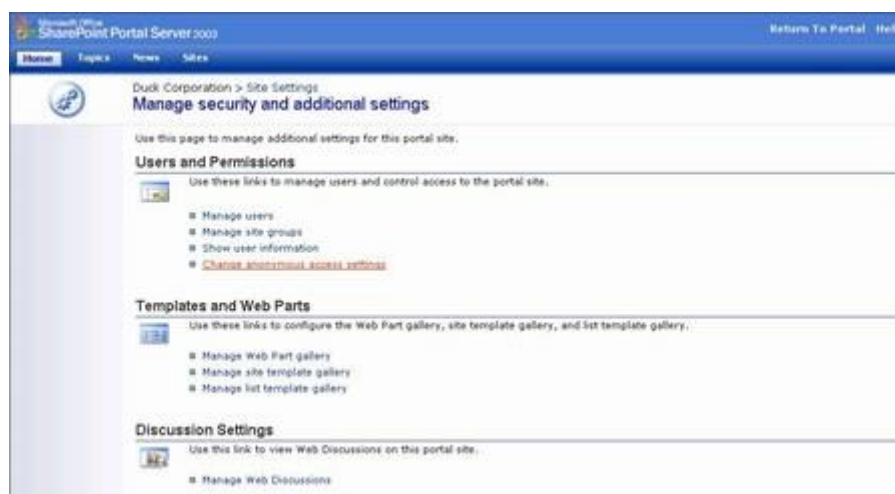 Microsoft Office
SharePoint Portal Server 2003
Return To Portal
Home Topics News Sites
Duck Corporation > Site Settings
Manage security and additional settings
Use this page to manage additional settings for this portal site.
Users and Permissions
Use these links to manage users and control access to the portal site.
Manage users
Manage site groups
Show user information
Change anonymous access settings
Templates and Web Parts
Use these links to configure the Web Part gallery, site template gallery, and list template gallery.
Manage Web Part gallery
Manage site template gallery
Manage list template gallery
Discussion Settings
Use this link to view Web Discussions on this portal site.
Manage Web Discussions